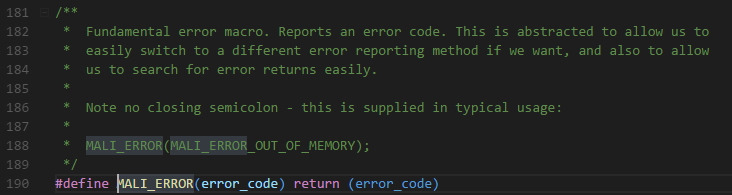 181 /**
182 * Fundamental error macro. Reports an error code. This is abstracted to allow us to
183 * easily switch to a different error reporting method if we want, and also to allow
184 * us to search for error returns easily.
185 *
186 * Note no closing semicolon - this is supplied in typical usage:
187 *
188 * MALI_ERROR(MALI_ERROR_OUT_OF_MEMORY);
189 */
190 #define MALI_ERROR(error_code) return (error_code)